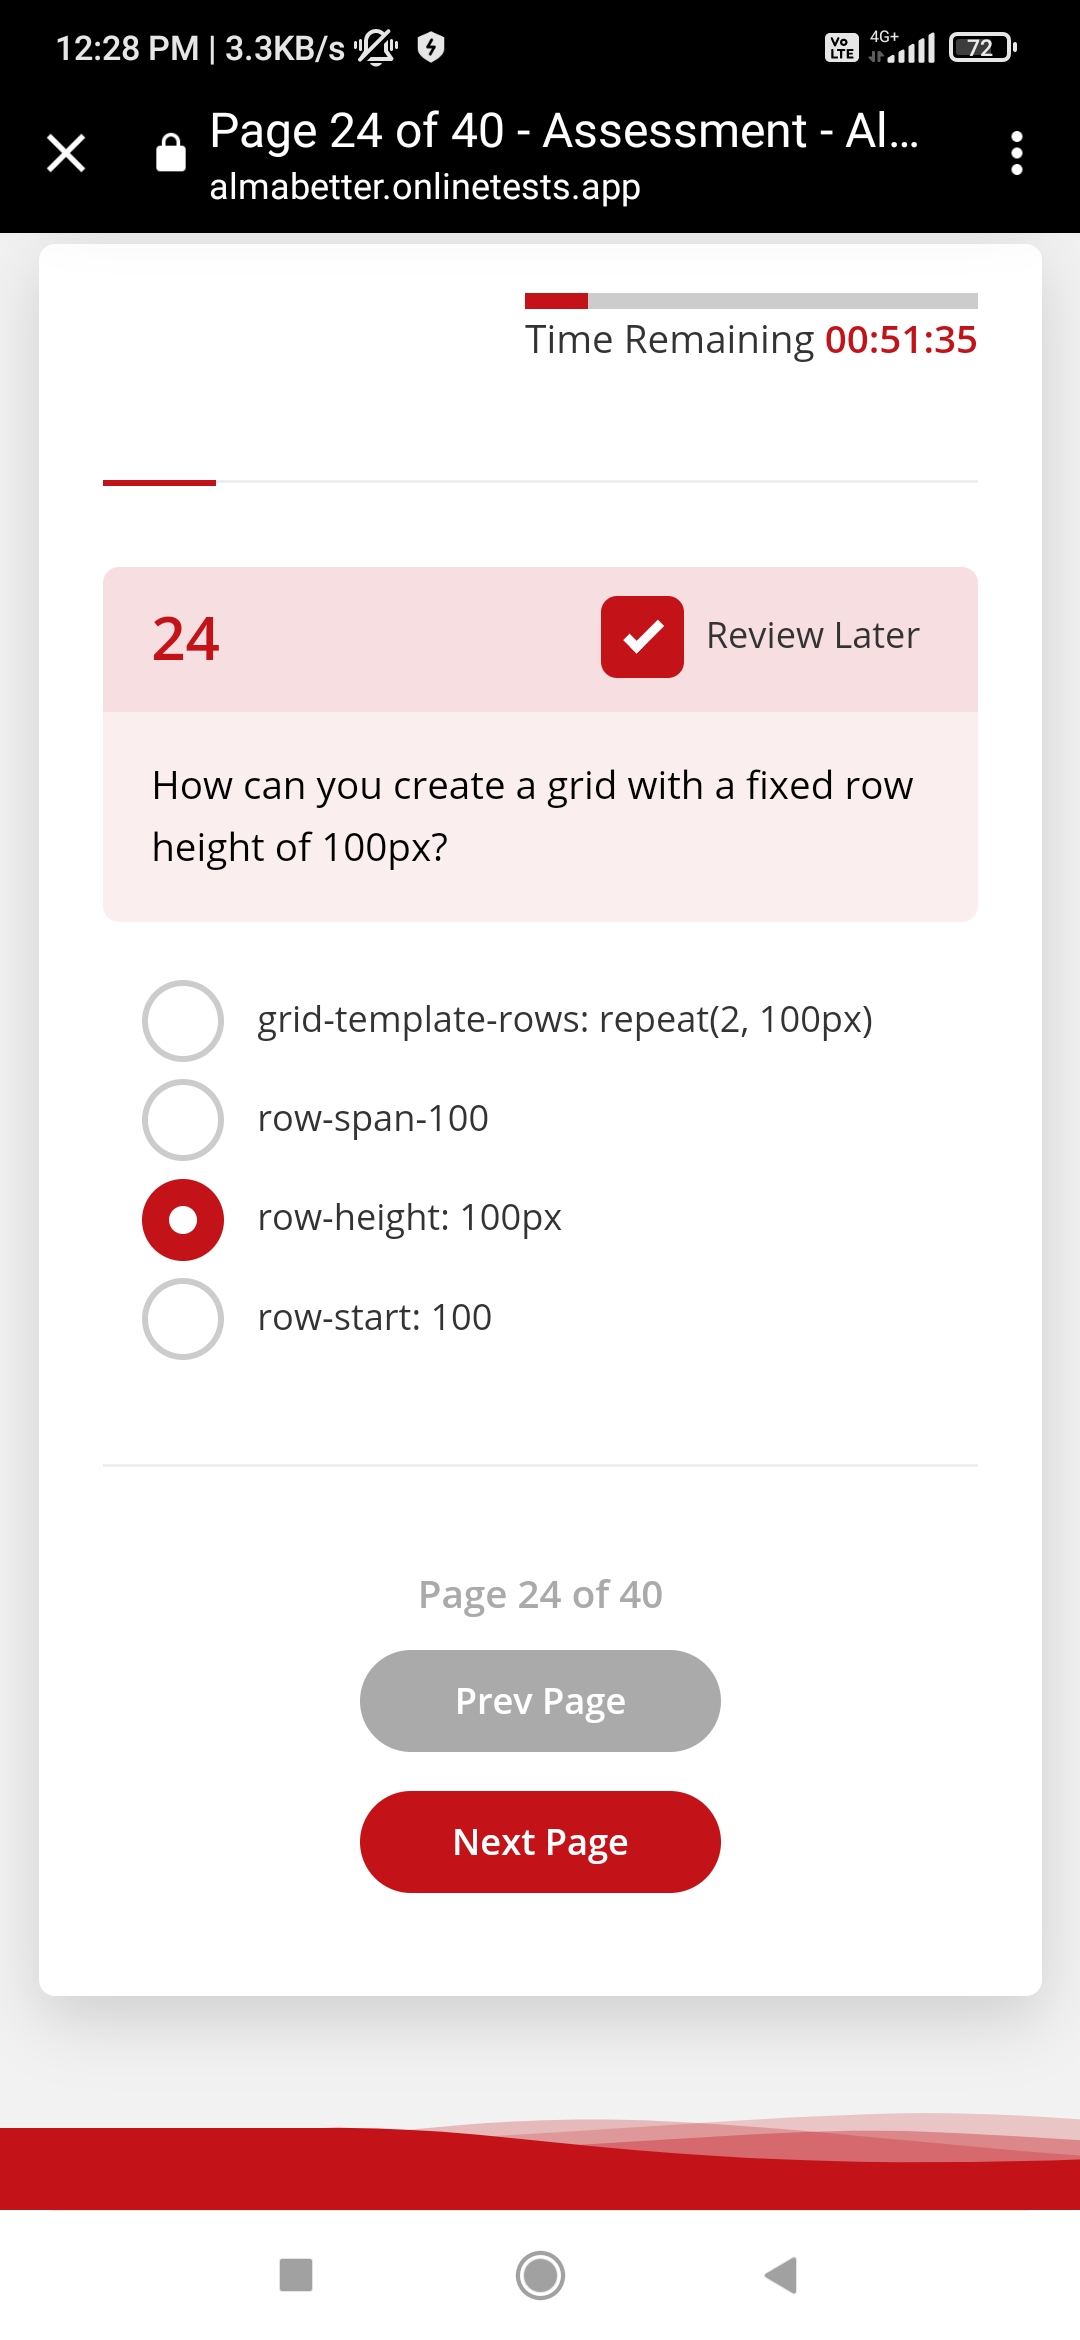 12:28 PM | 3.3KB/s
Vo LTE 4G+ 72
Page 24 of 40 - Assessment - Al...
almabetter.onlinetests.app
Time Remaining 00:51:35
24
Review Later
How can you create a grid with a fixed row
height of 100px?
grid-template-rows: repeat(2, 100px)
row-span-100
row-height: 100px
row-start: 100
Page 24 of 40
Prev Page
Next Page